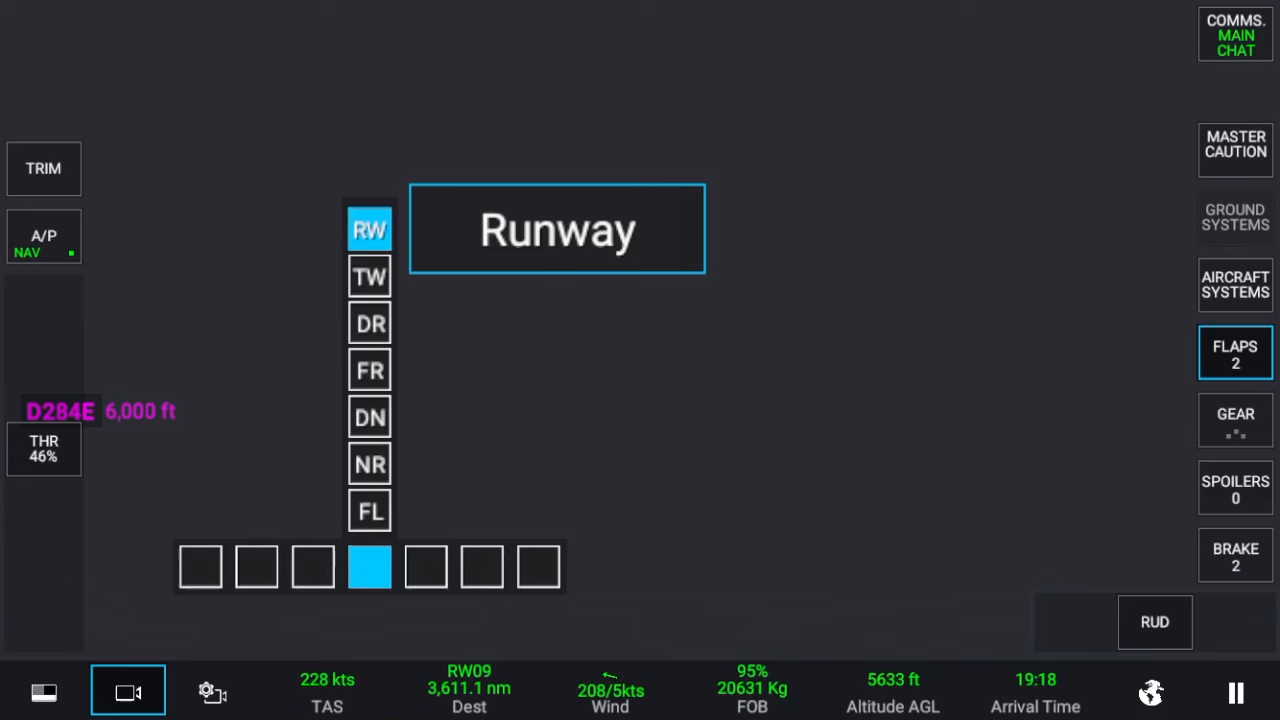 COMMS.
MAIN
CHAT
MASTER
CAUTION
TRIM
A/P
NAV
GROUND
SYSTEMS
AIRCRAFT
SYSTEMS
RW
Runway
TW
DR
FR
DN
NR
FL
D284E 6,000 ft
THR
46%
FLAPS
2
GEAR
SPOILERS
0
BRAKE
2
RUD
228 kts
TAS
RW09
3,611.1 nm
Dest
208/5kts
Wind
95%
20631 Kg
FOB
5633 ft
Altitude AGL
19:18
Arrival Time